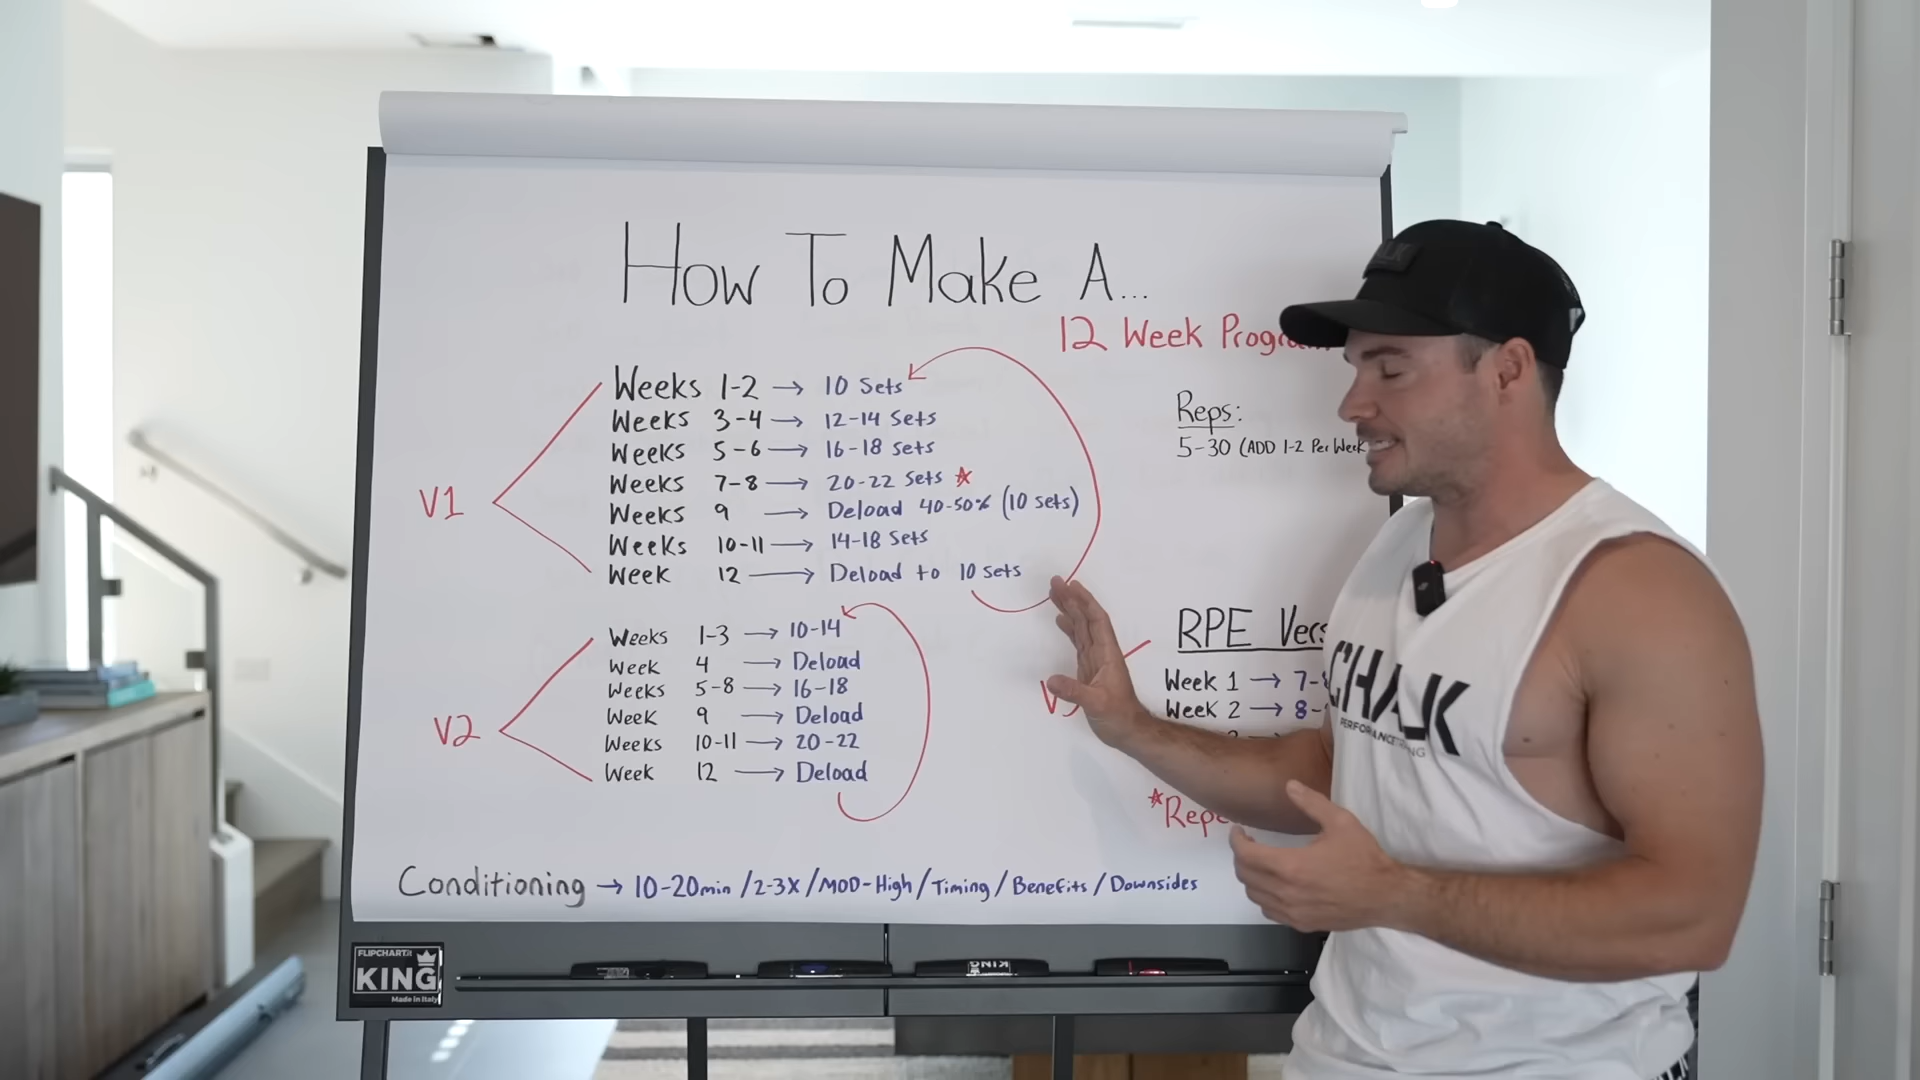 How To Make A...
12 Week Program
V1
Weeks 1-2 → 10 Sets
Weeks 3-4 → 12-14 Sets
Weeks 5-6 → 16-18 Sets
Weeks 7-8 → 20-22 Sets ☆
Weeks 9 → Deload 40-50% (10 sets)
Weeks 10-11 → 14-18 Sets
Week 12 → Deload to 10 sets
Reps:
5-30 (ADD 1-2 Per Week
V2
Weeks 1-3 → 10-14
Week 4 → Deload
Weeks 5-8 → 16-18
Week 9 → Deload
Weeks 10-11 → 20-22
Week 12 → Deload
RPE
Week 1 → 7-
Week 2 → 8-
Conditioning → 10-20min / 2-3X / MOD-High / Timing / Benefits / Downsides
CHALK
PERFORMANCE TRAINING
FLIPCHART.it
KING
Made in Italy
KING